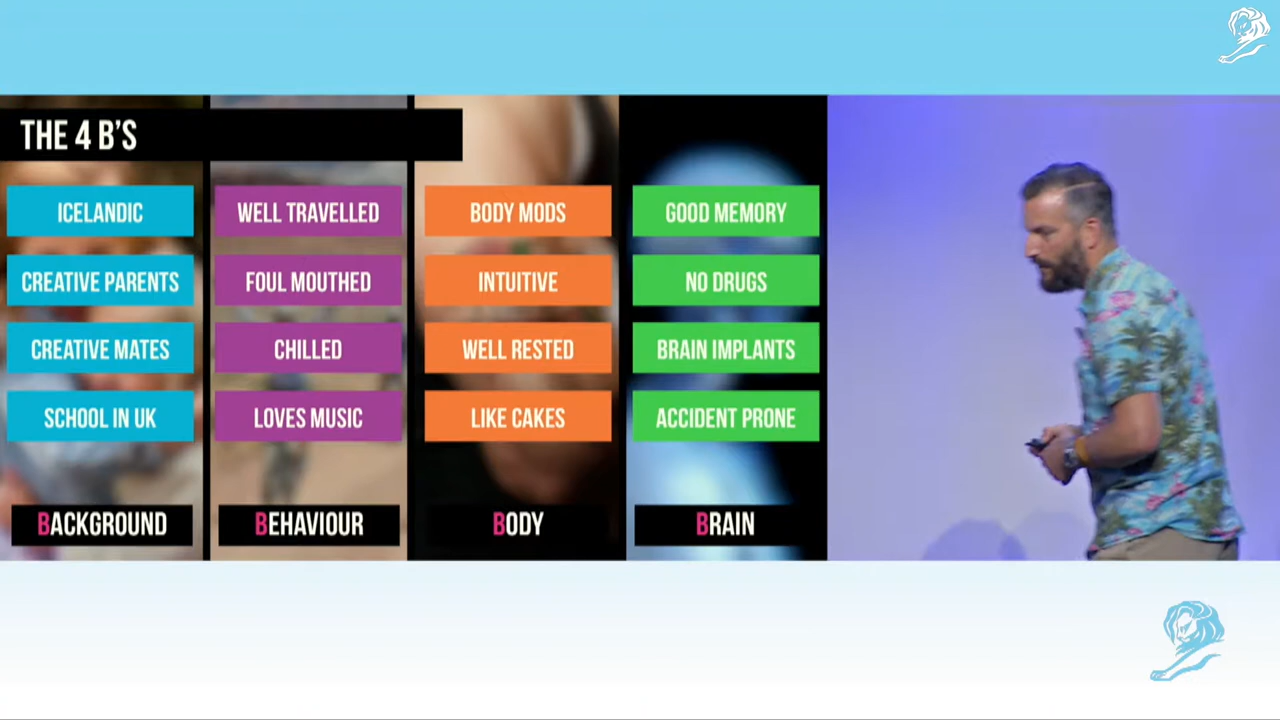 THE 4 B'S
ICELANDIC
CREATIVE PARENTS
CREATIVE MATES
SCHOOL IN UK
BACKGROUND
WELL TRAVELLED
FOUL MOUTHED
CHILLED
LOVES MUSIC
BEHAVIOUR
BODY MODS
INTUITIVE
WELL RESTED
LIKE CAKES
BODY
GOOD MEMORY
NO DRUGS
BRAIN IMPLANTS
ACCIDENT PRONE
BRAIN